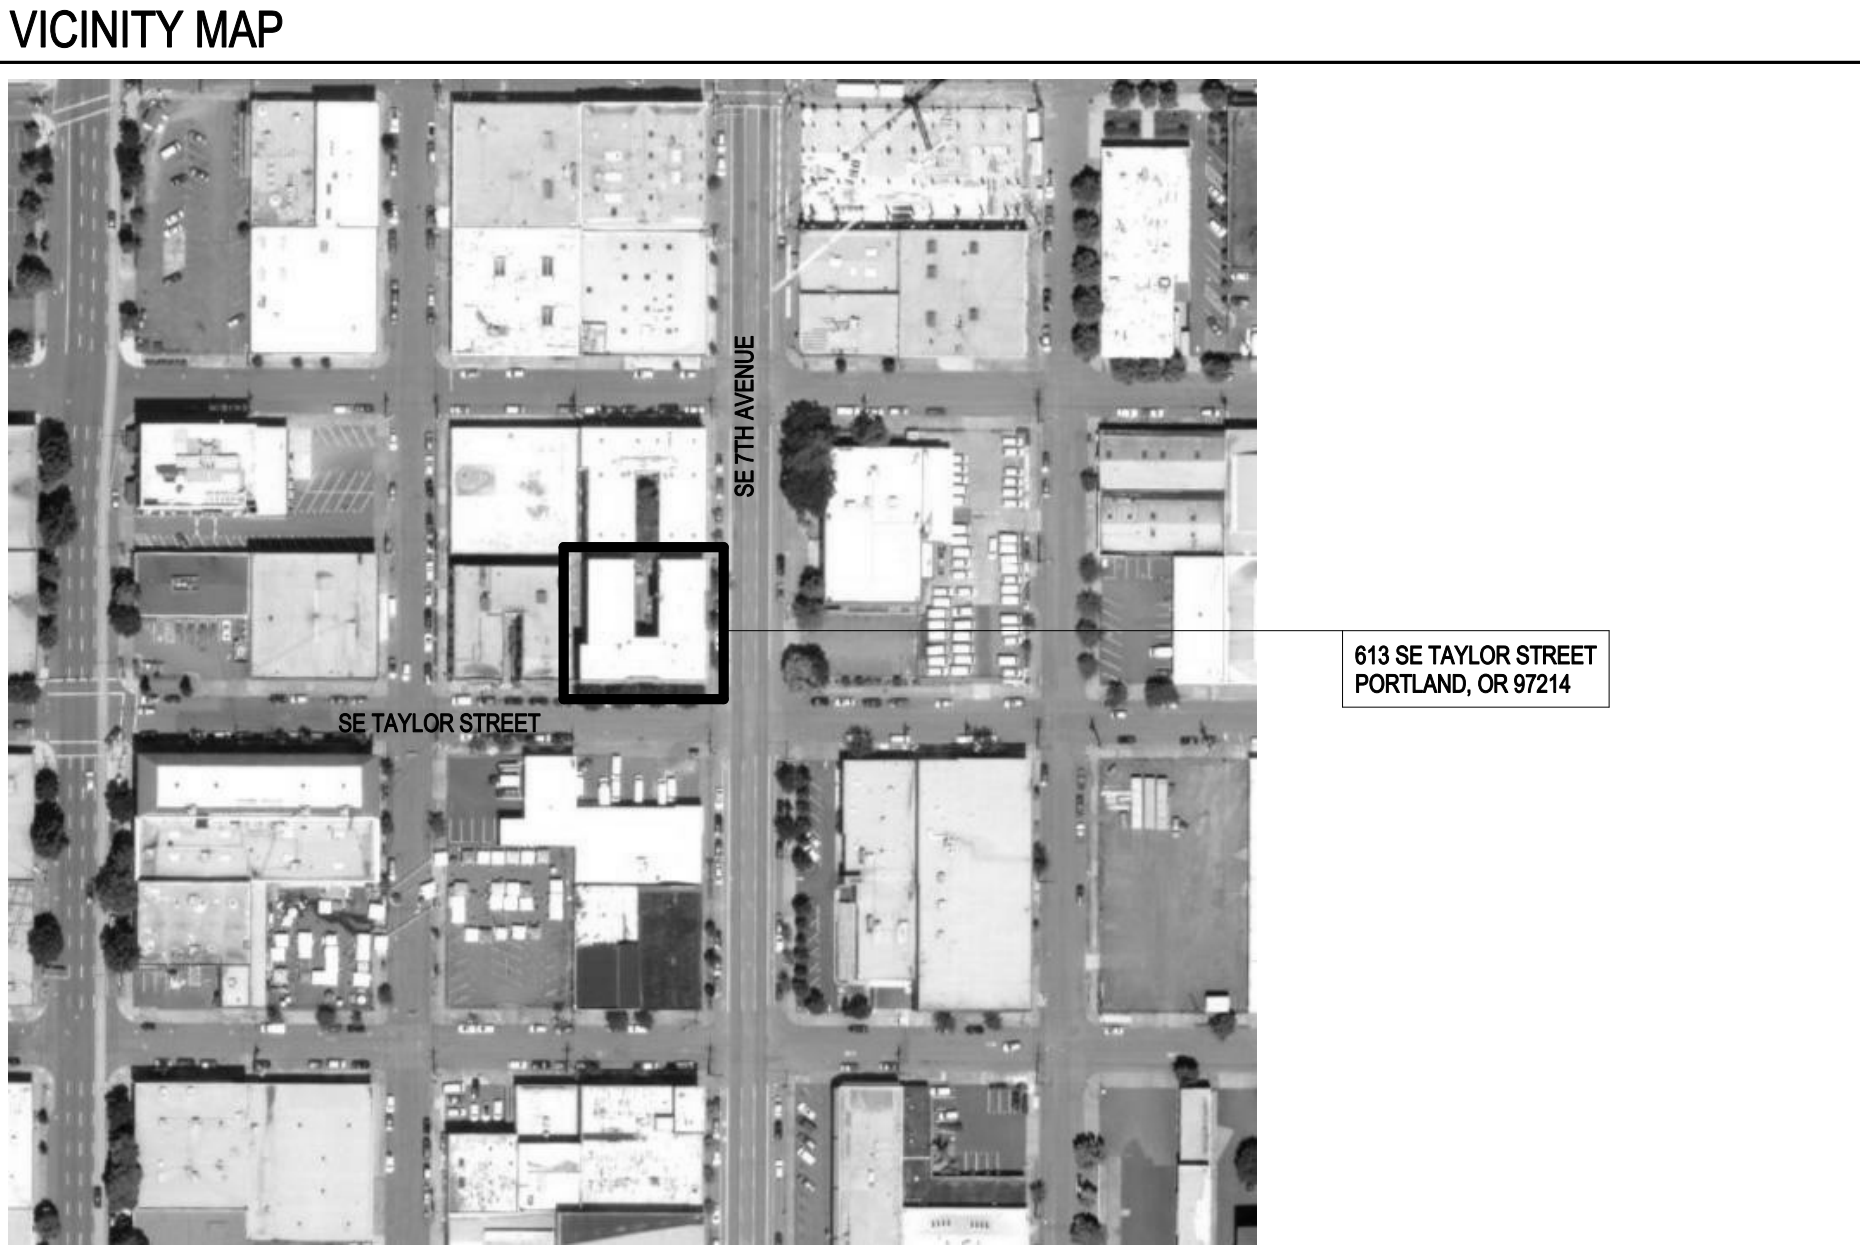 VICINITY MAP
SE 7TH AVENUE
613 SE TAYLOR STREET
PORTLAND, OR 97214
SE TAYLOR STREET